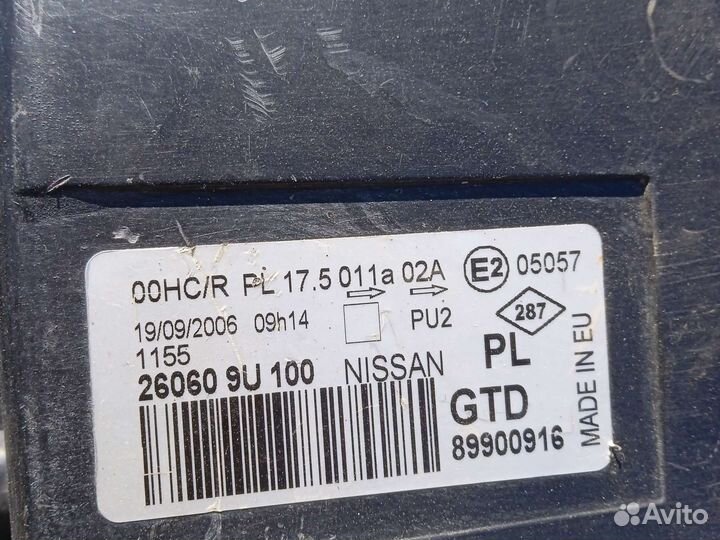 00HC/R PL 17.5 011a 02A E2 05057
19/09/2006 09h14 PU2 287
1155 PL
26060 9U 100 NISSAN
GTD
89900916
MADE IN EU
Avito